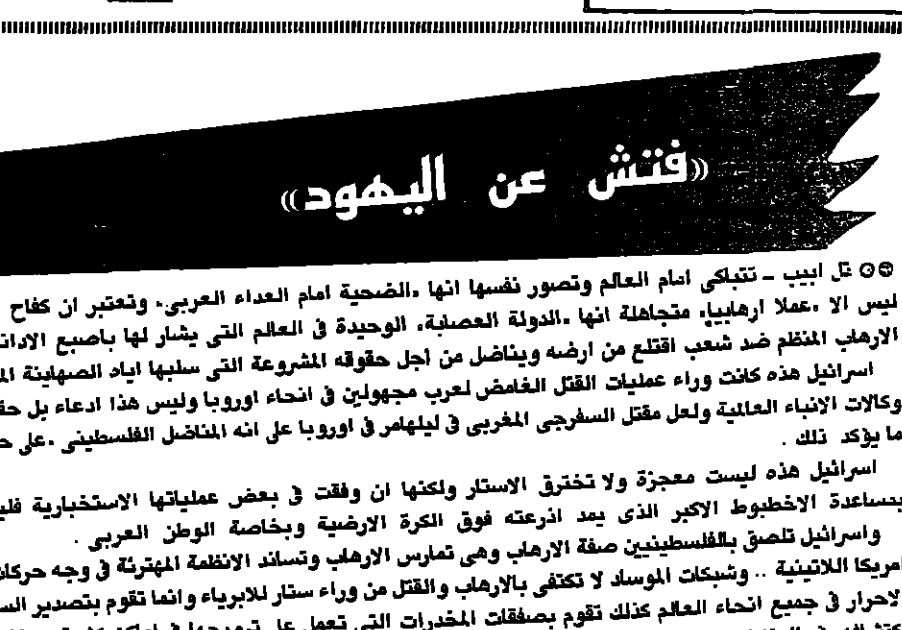 «فتش عن اليهود»
تل ابيب - تتباكى امام العالم وتصور نفسها انها «الضحية امام العداء العربي» وتعتبر ان كفاح
ليس الا «عملا ارهابيا» متجاهلة انها «الدولة العصابة» الوحيدة في العالم التي يشار لها باصبع
الارهاب المنظم ضد شعب اقتلع من ارضه ويناضل من اجل حقوقه المشروعة التي سلبها اياد الصهاينة
اسرائيل هذه كانت وراء عمليات القتل الغامض لعرب مجهولين في انحاء اوروبا وليس هذا ادعاء بل
وكالات الانباء العالمية ولعل مقتل السفرجي المغربي في ليلهامر في اوروبا على انه المناضل الفلسطيني «على
ما يؤكد ذلك .
اسرائيل هذه ليست معجزة ولا تخترق الاستار ولكنها ان وفقت في بعض عملياتها الاستخبارية
بمساعدة الاخطبوط الاكبر الذى يمد اذرعته فوق الكرة الارضية وبخاصة الوطن العربي .
واسرائيل تلصق بالفلسطينيين صفة الارهاب وهى تمارس الارهاب وتساند الانظمة المهترئة في وجه
امريكا اللاتينية .. وشبكات الموساد لا تكتفى بالارهاب والقتل من وراء ستار للابرياء وانما تقوم بتصدير
لاحرار في جميع انحاء العالم كذلك تقوم بصفقات المخدرات التى تعمل على